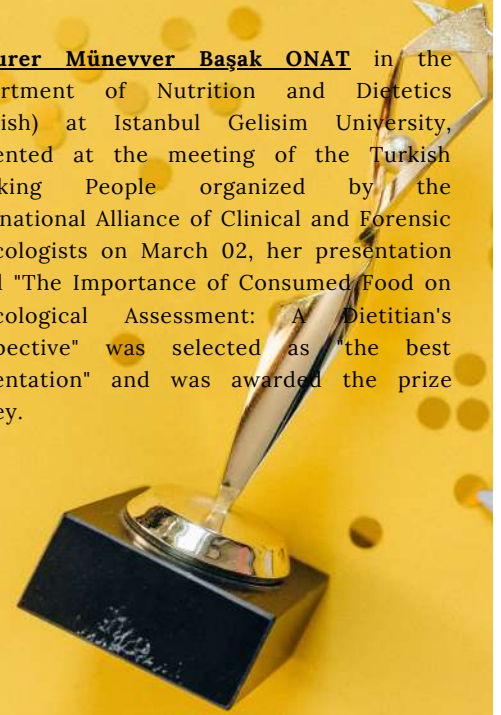 urer Münevver Başak ONAT in the
rtment of Nutrition and Dietetics
ish) at Istanbul Gelisim University,
ented at the meeting of the Turkish
king People organized by the
national Alliance of Clinical and Forensic
cologists on March 02, her presentation
"The Importance of Consumed Food on
cological Assessment: A Dietitian's
pective" was selected as "the best
entation" and was awarded the prize
ey.